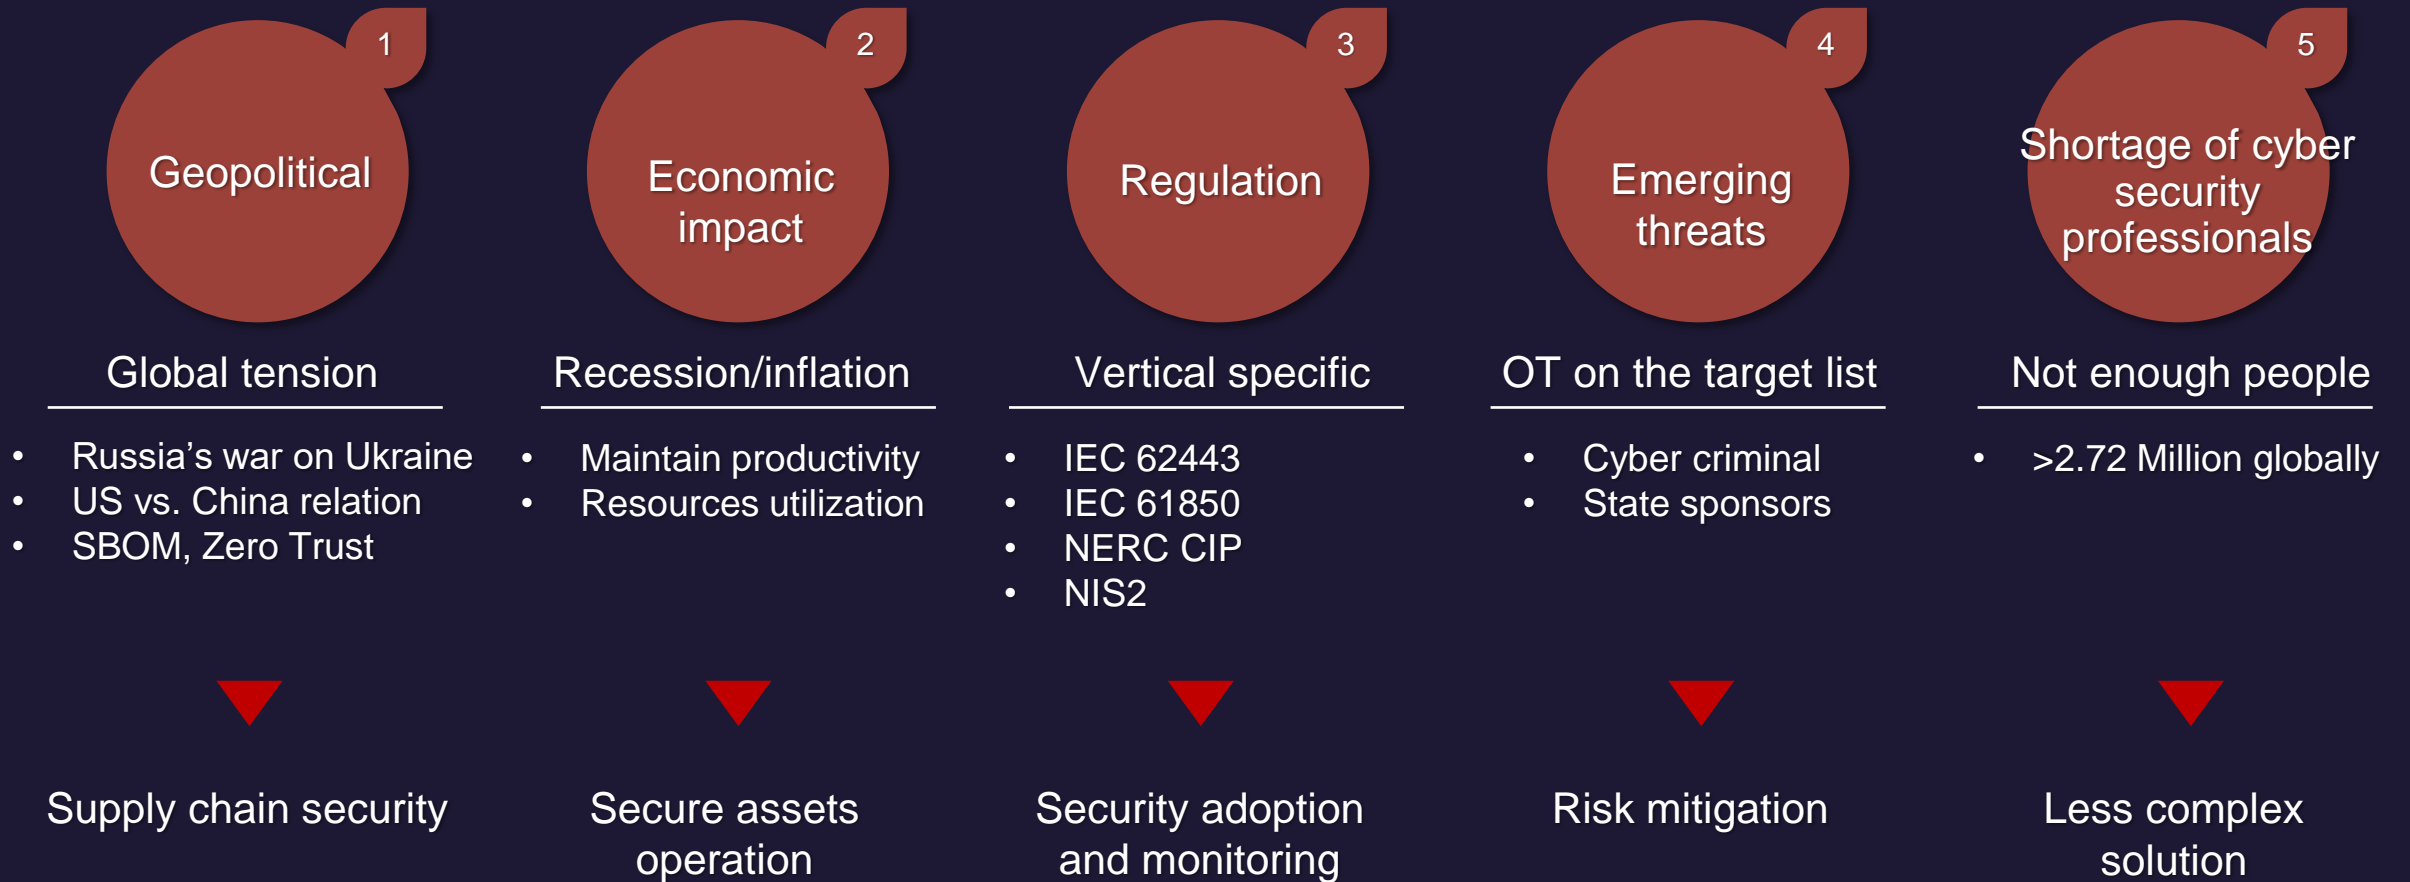 1
Geopolitical
Global tension
• Russia’s war on Ukraine
• US vs. China relation
• SBOM, Zero Trust
Supply chain security
2
Economic
impact
Recession/inflation
• Maintain productivity
• Resources utilization
Secure assets
operation
3
Regulation
Vertical specific
• IEC 62443
• IEC 61850
• NERC CIP
• NIS2
Security adoption
and monitoring
4
Emerging
threats
OT on the target list
• Cyber criminal
• State sponsors
Risk mitigation
5
Shortage of cyber
security
professionals
Not enough people
• >2.72 Million globally
Less complex
solution